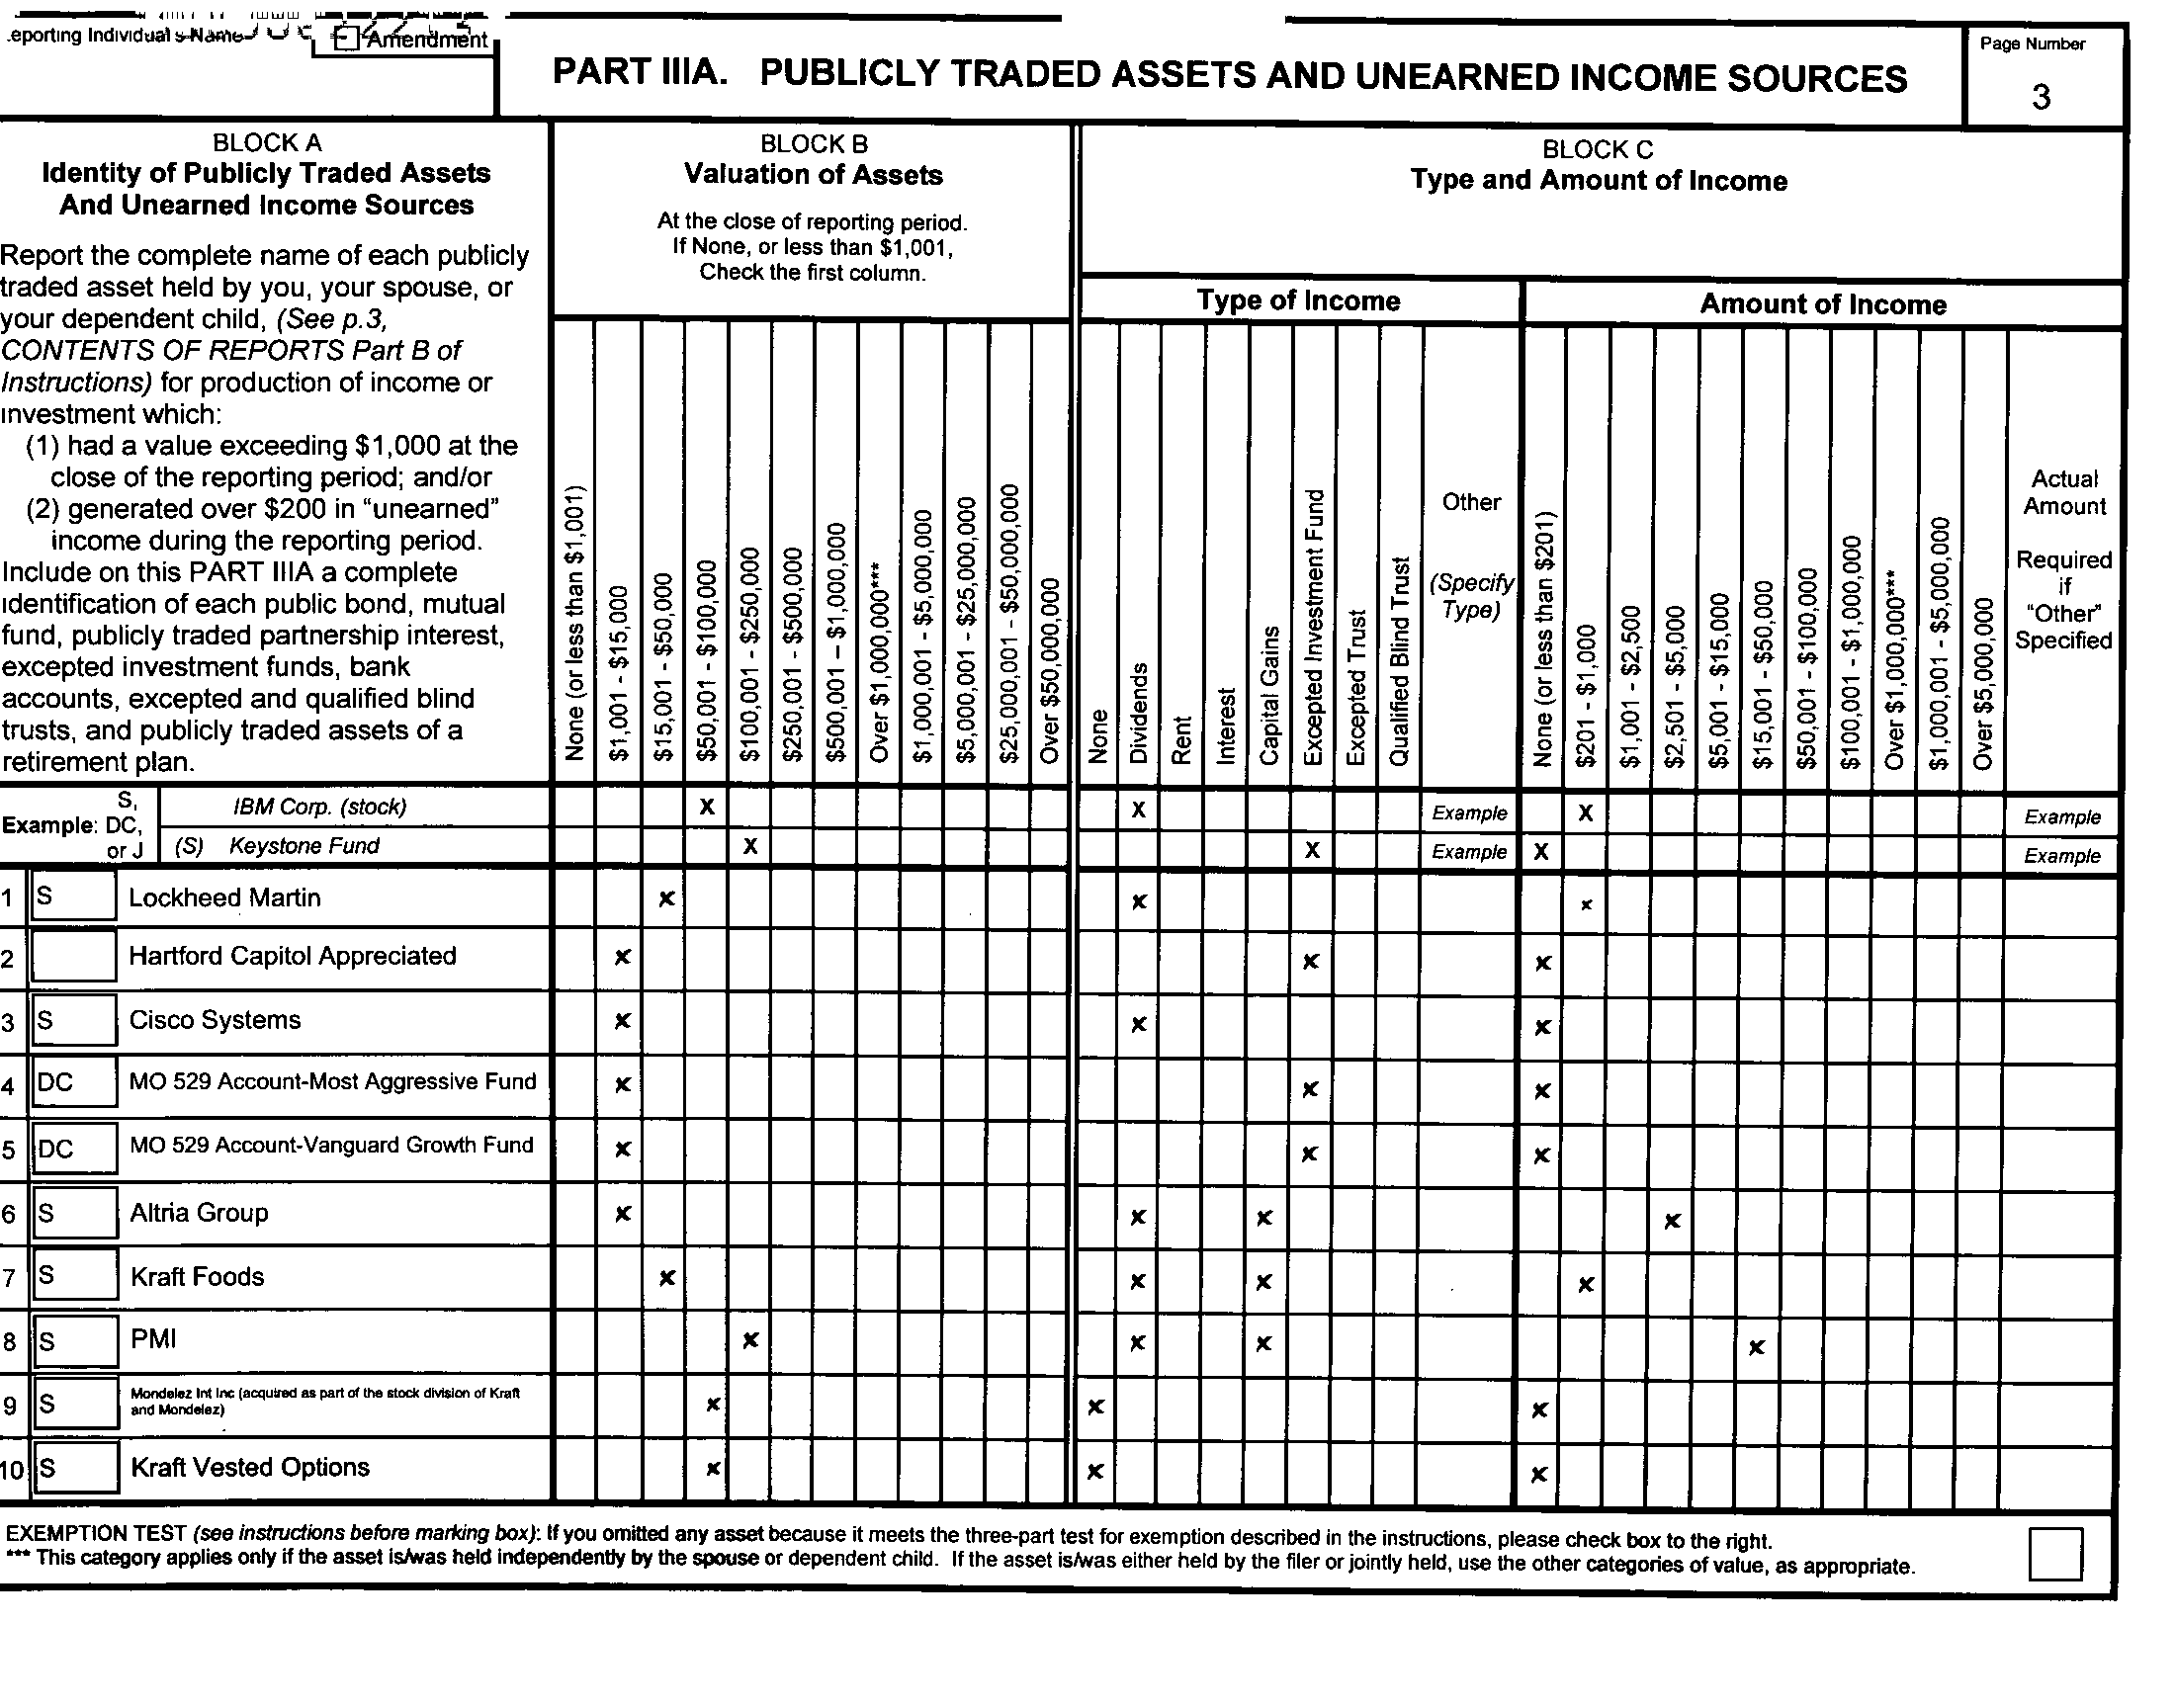 eporting Individual's Name
Amendment
PART IIIA. PUBLICLY TRADED ASSETS AND UNEARNED INCOME SOURCES
Page Number
3
BLOCK A
Identity of Publicly Traded Assets
And Unearned Income Sources
Report the complete name of each publicly
traded asset held by you, your spouse, or
your dependent child, (See p.3,
CONTENTS OF REPORTS Part B of
Instructions) for production of income or
investment which:
(1) had a value exceeding $1,000 at the
close of the reporting period; and/or
(2) generated over $200 in “unearned”
income during the reporting period.
Include on this PART IIIA a complete
identification of each public bond, mutual
fund, publicly traded partnership interest,
excepted investment funds, bank
accounts, excepted and qualified blind
trusts, and publicly traded assets of a
retirement plan.
BLOCK B
Valuation of Assets
At the close of reporting period.
If None, or less than $1,001,
Check the first column.
None (or less than $1,001)
$1,001 - $15,000
$15,001 - $50,000
$50,001 - $100,000
$100,001 - $250,000
$250,001 - $500,000
$500,001 – $1,000,000
Over $1,000,000***
$1,000,001 - $5,000,000
$5,000,001 - $25,000,000
$25,000,001 - $50,000,000
Over $50,000,000
BLOCK C
Type and Amount of Income
Type of Income
None
Dividends
Rent
Interest
Capital Gains
Excepted Investment Fund
Excepted Trust
Qualified Blind Trust
Other
(Specify
Type)
Amount of Income
None (or less than $201)
$201 - $1,000
$1,001 - $2,500
$2,501 - $5,000
$5,001 - $15,000
$15,001 - $50,000
$50,001 - $100,000
$100,001 - $1,000,000
Over $1,000,000***
$1,000,001 - $5,000,000
Over $5,000,000
Actual
Amount
Required
if
“Other”
Specified
Example: S,
DC,
or J
IBM Corp. (stock) X X Example X Example
(S) Keystone Fund X X Example X Example
1 S Lockheed Martin x x x
2 Hartford Capitol Appreciated x x x
3 S Cisco Systems x x x
4 DC MO 529 Account-Most Aggressive Fund x x x
5 DC MO 529 Account-Vanguard Growth Fund x x x
6 S Altria Group x x x x
7 S Kraft Foods x x x x
8 S PMI x x x x
9 S Mondelez Int Inc (acquired as part of the stock division of Kraft
and Mondelez) x x x
10 S Kraft Vested Options x x x
EXEMPTION TEST (see instructions before marking box): If you omitted any asset because it meets the three-part test for exemption described in the instructions, please check box to the right.
*** This category applies only if the asset is/was held independently by the spouse or dependent child. If the asset is/was either held by the filer or jointly held, use the other categories of value, as appropriate.